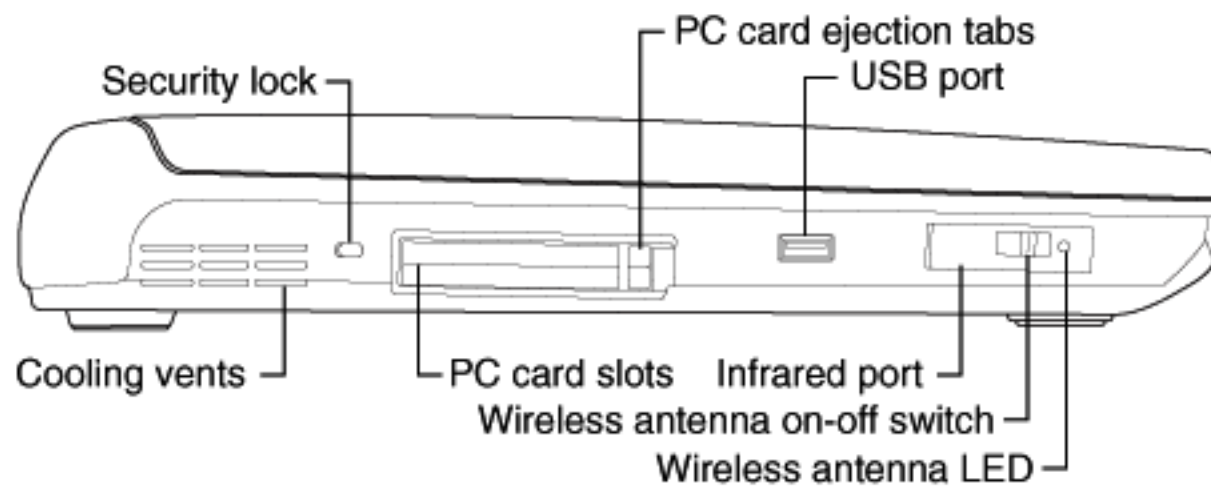 PC card ejection tabs
Security lock
USB port
Cooling vents
PC card slots
Infrared port
Wireless antenna on-off switch
Wireless antenna LED